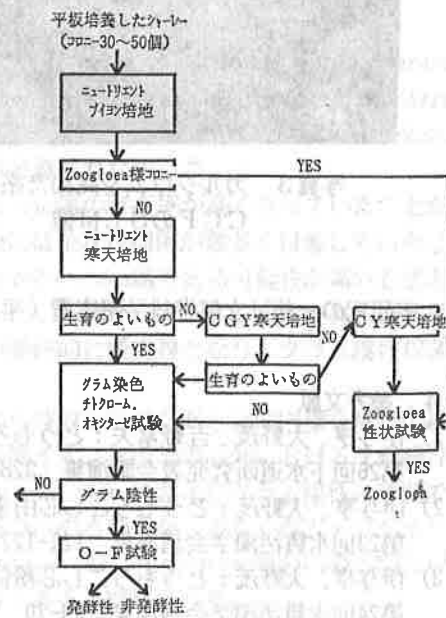 平板培養したシャーレー
(コロニー30~50個)
ニュートリエント
ブイヨン培地
Zoogloea様コロニー
YES
NO
ニュートリエント
寒天培地
生育のよいもの
NO
CGY寒天培地
NO
CY寒天培地
YES
生育のよいもの
グラム染色
チトクローム.
オキシターゼ試験
NO
Zoogloea
性状試験
YES
Zoogloph
NO
グラム陰性
YES
O-F試験
発酵性 非発酵性